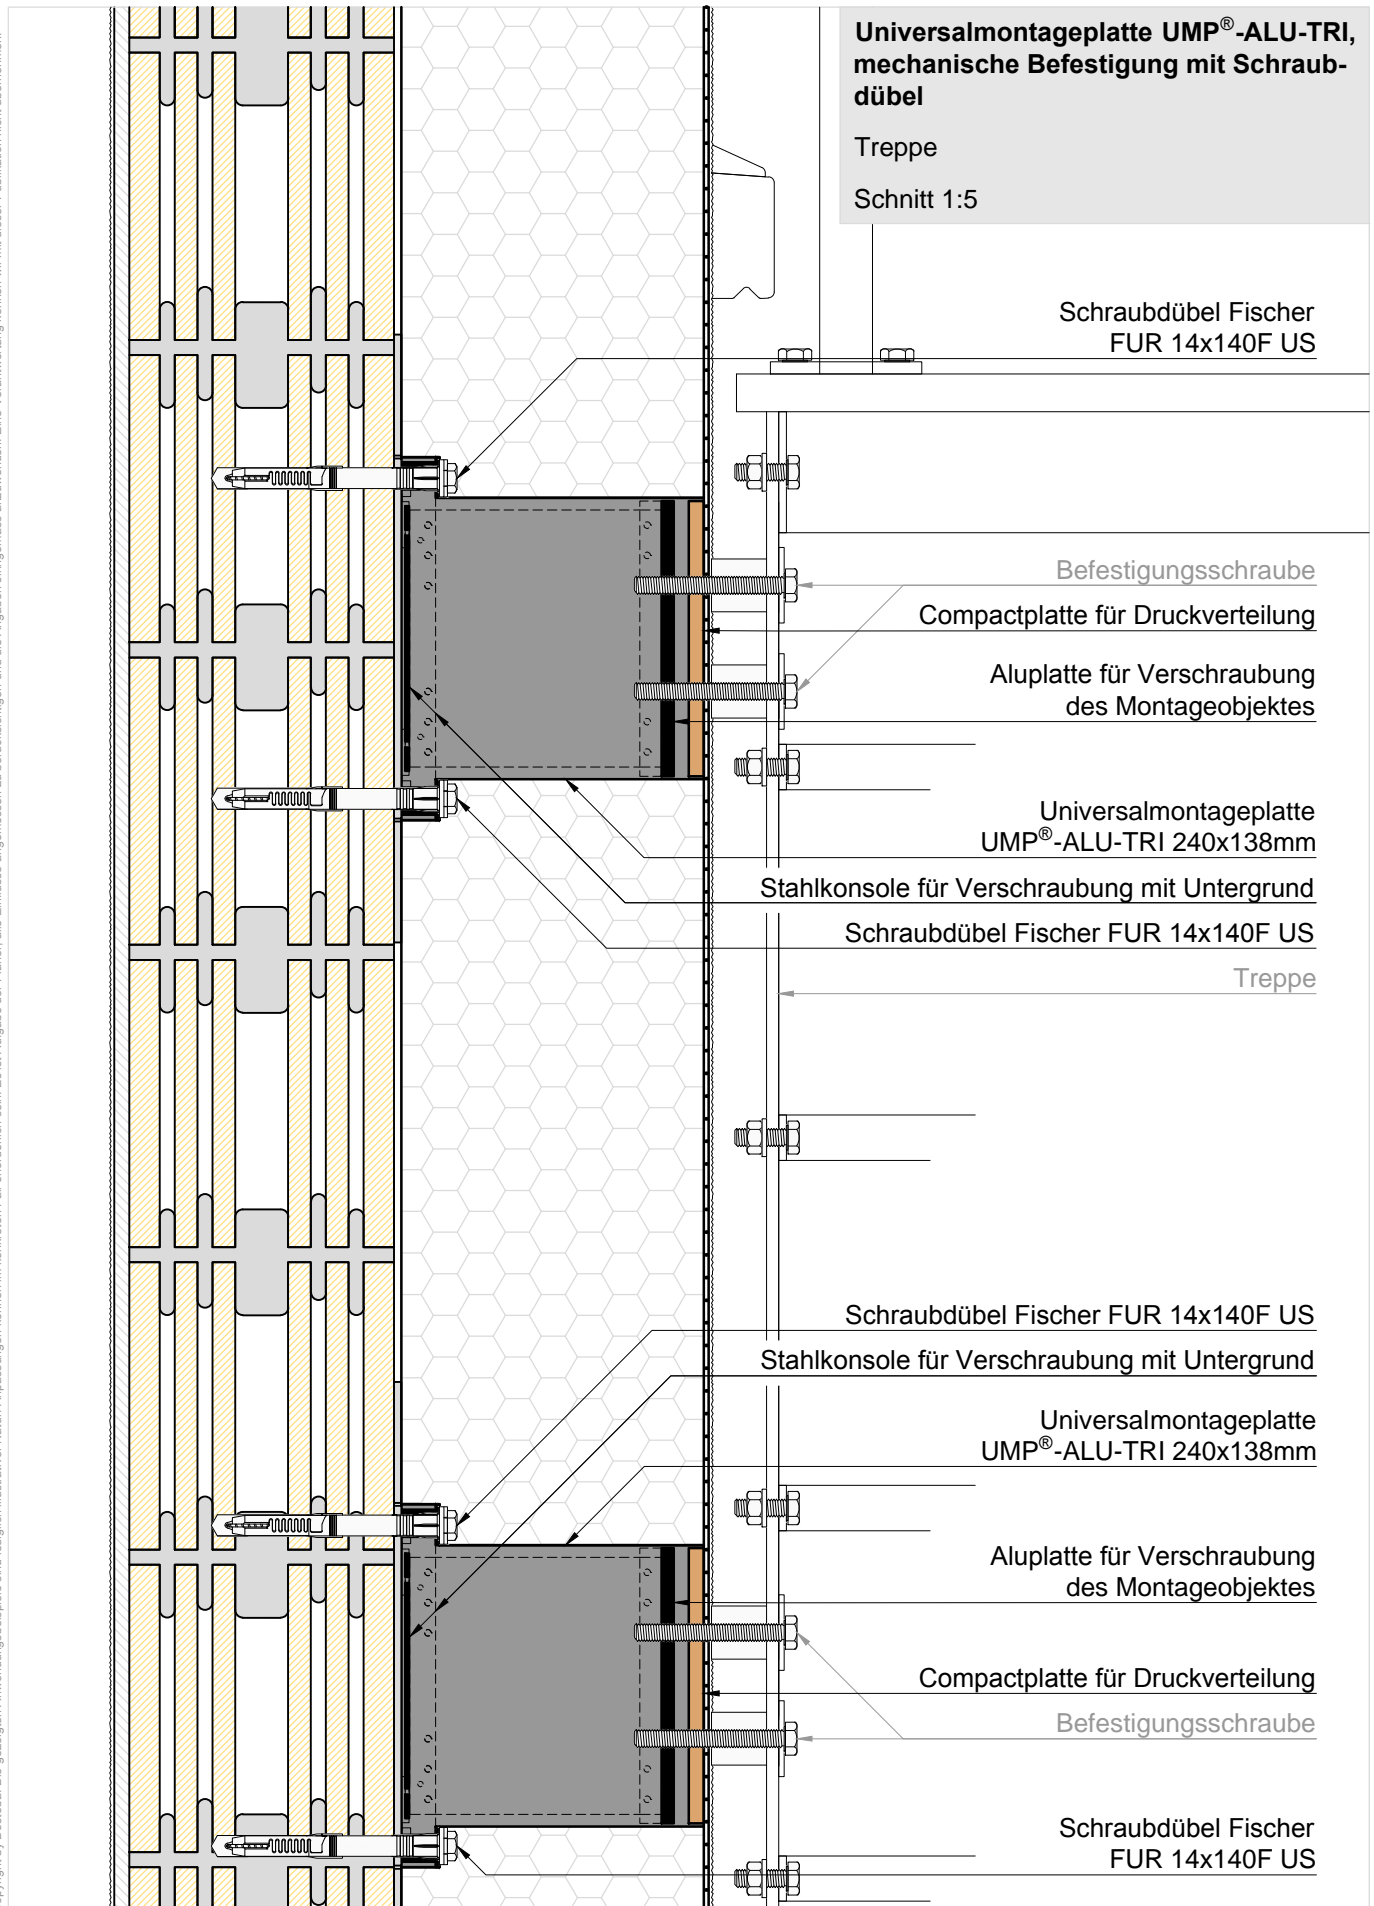 Universalmontageplatte UMP®-ALU-TRI,
mechanische Befestigung mit Schraub-
dübel
Treppe
Schnitt 1:5
Schraubdübel Fischer
FUR 14x140F US
Befestigungsschraube
Compactplatte für Druckverteilung
Aluplatte für Verschraubung
des Montageobjektes
Universalmontageplatte
UMP®-ALU-TRI 240x138mm
Stahlkonsole für Verschraubung mit Untergrund
Schraubdübel Fischer FUR 14x140F US
Treppe
Schraubdübel Fischer FUR 14x140F US
Stahlkonsole für Verschraubung mit Untergrund
Universalmontageplatte
UMP®-ALU-TRI 240x138mm
Aluplatte für Verschraubung
des Montageobjektes
Compactplatte für Druckverteilung
Befestigungsschraube
Schraubdübel Fischer
FUR 14x140F US